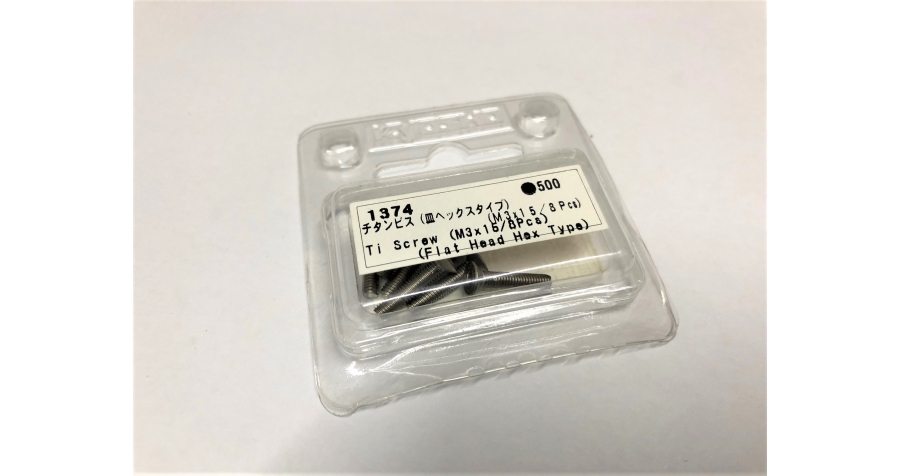 KYOSHO
●500
1374
チタンビス (皿ヘックスタイプ)
(M3x15/8Pcs)
Ti Screw (M3x15/8Pcs)
(Flat Head Hex Type)